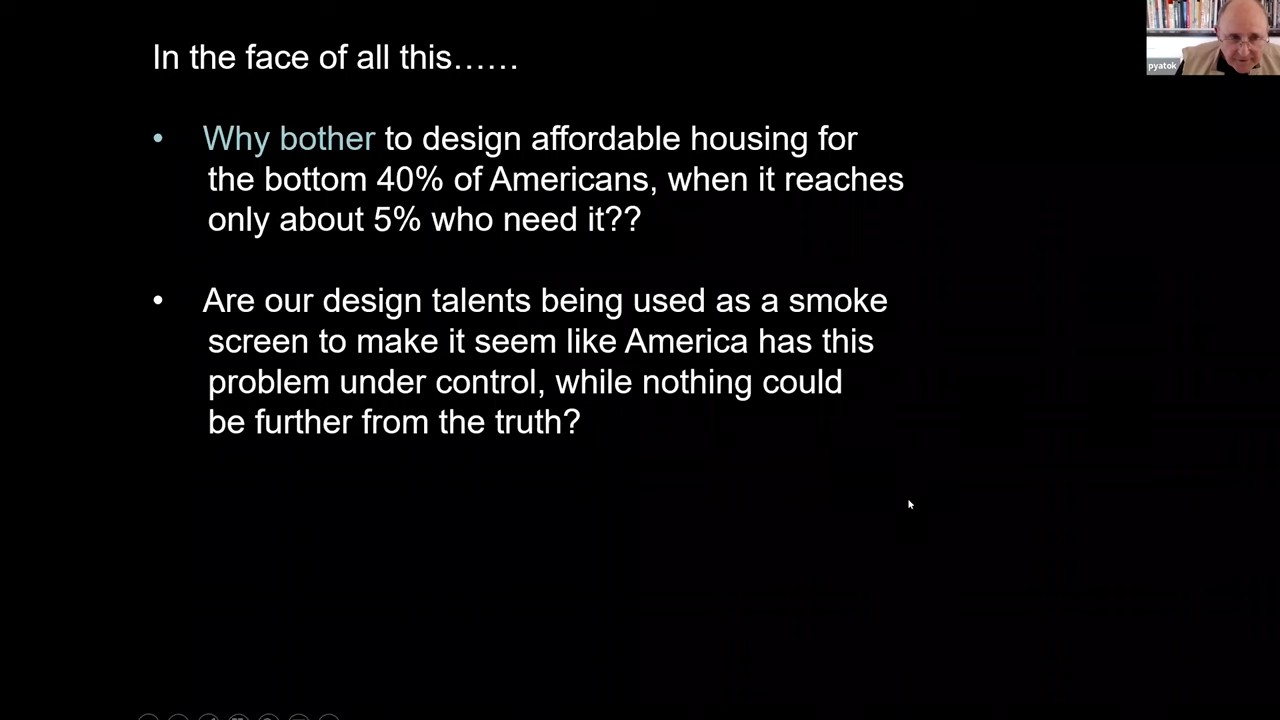 In the face of all this......
• Why bother to design affordable housing for
the bottom 40% of Americans, when it reaches
only about 5% who need it??
• Are our design talents being used as a smoke
screen to make it seem like America has this
problem under control, while nothing could
be further from the truth?
pyatok